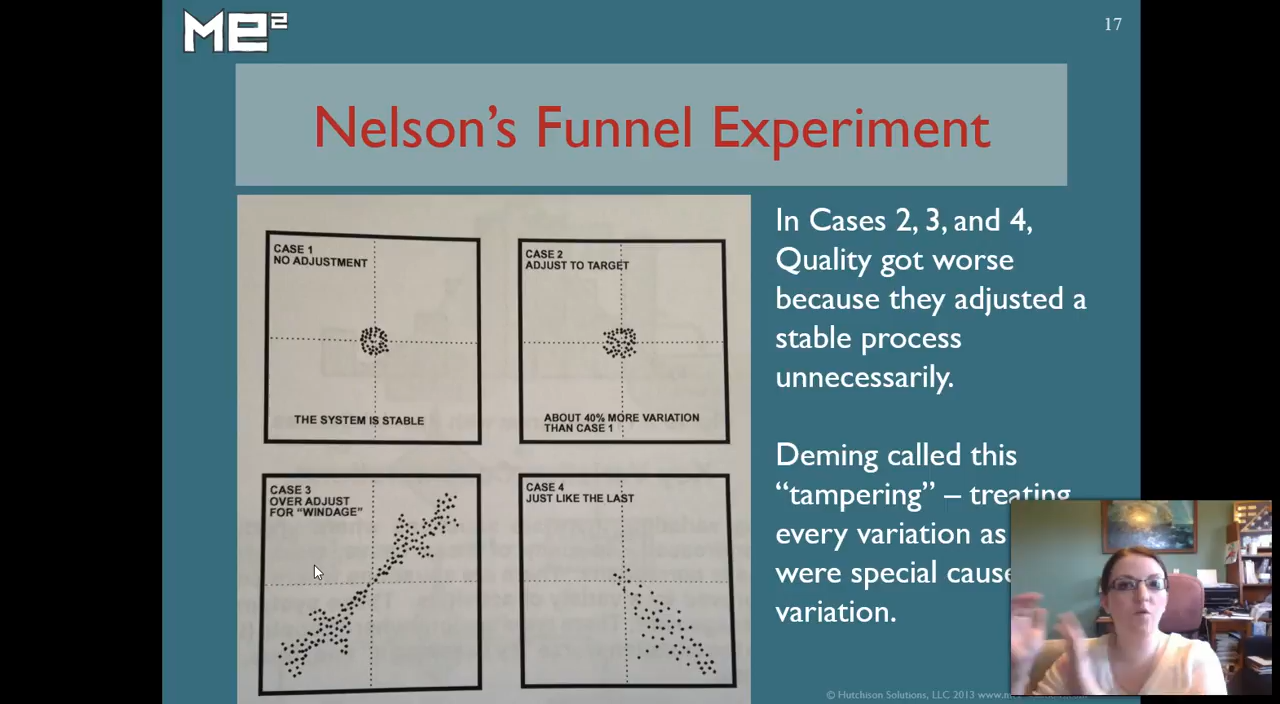 ME²
17
Nelson's Funnel Experiment
CASE 1
NO ADJUSTMENT
THE SYSTEM IS STABLE
CASE 2
ADJUST TO TARGET
ABOUT 40% MORE VARIATION
THAN CASE 1
CASE 3
OVER ADJUST
FOR "WINDAGE"
CASE 4
JUST LIKE THE LAST
In Cases 2, 3, and 4,
Quality got worse
because they adjusted a
stable process
unnecessarily.
Deming called this
“tampering” – treating
every variation as
were special cause
variation.
© Hutchison Solutions, LLC 2013